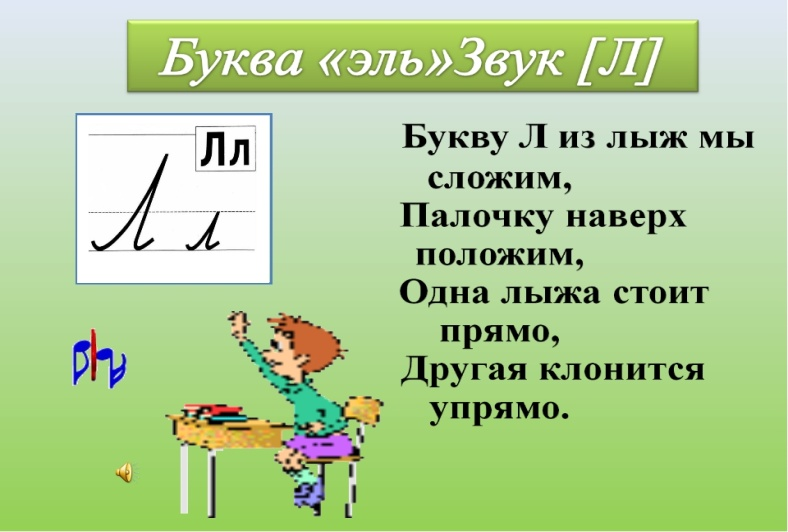 Буква «эль»Звук [Л]
Лл
Л л
Букву Л из лыж мы
сложим,
Палочку наверх
положим,
Одна лыжа стоит
прямо,
Другая клонится
упрямо.